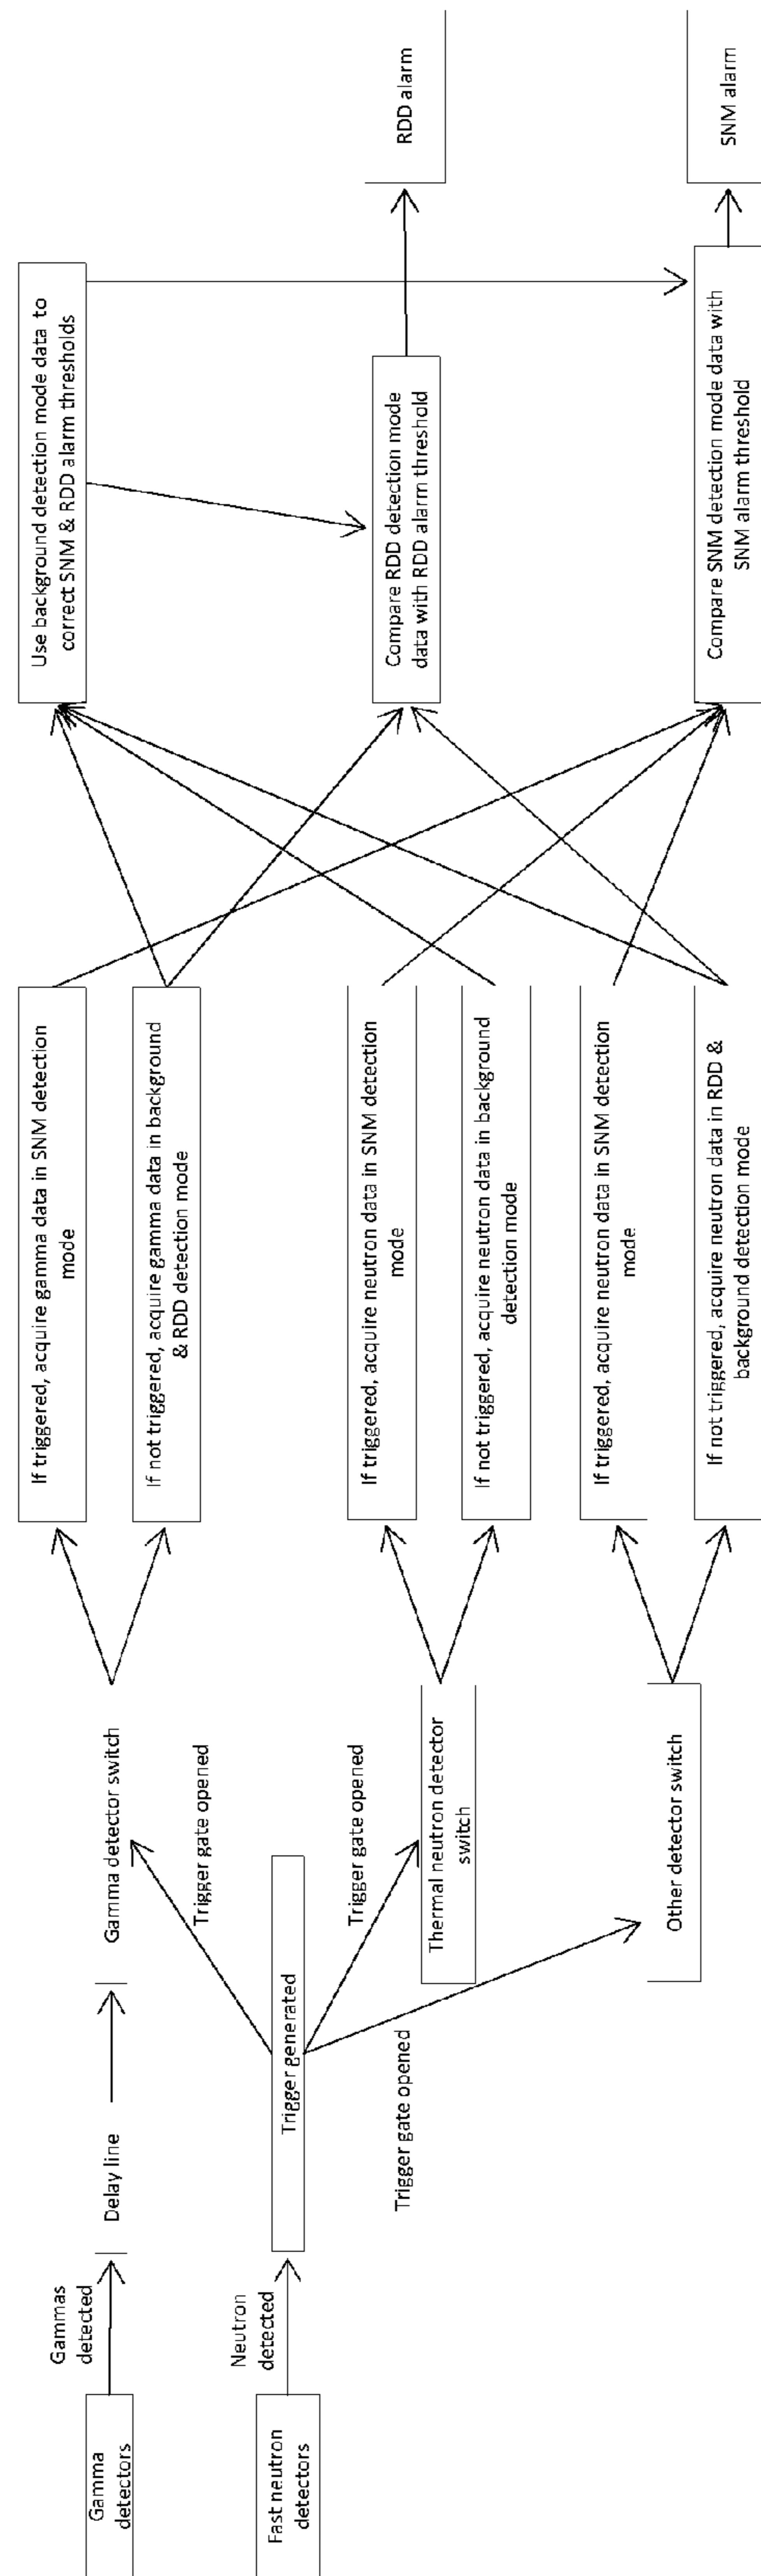 Gamma
detectors
Gammas
detected
Delay line
Gamma detector switch
Fast neutron
detectors
Neutron
detected
Trigger generated
Trigger gate opened
Trigger gate opened
Trigger gate opened
Thermal neutron detector
switch
Other detector switch
If triggered, acquire gamma data in SNM detection
mode
If not triggered, acquire gamma data in background
& RDD detection mode
If triggered, acquire neutron data in SNM detection
mode
If not triggered, acquire neutron data in background
detection mode
If triggered, acquire neutron data in SNM detection
mode
If not triggered, acquire neutron data in RDD &
background detection mode
Use background detection mode data to
correct SNM & RDD alarm thresholds
Compare RDD detection mode
data with RDD alarm threshold
Compare SNM detection mode data with
SNM alarm threshold
RDD alarm
SNM alarm